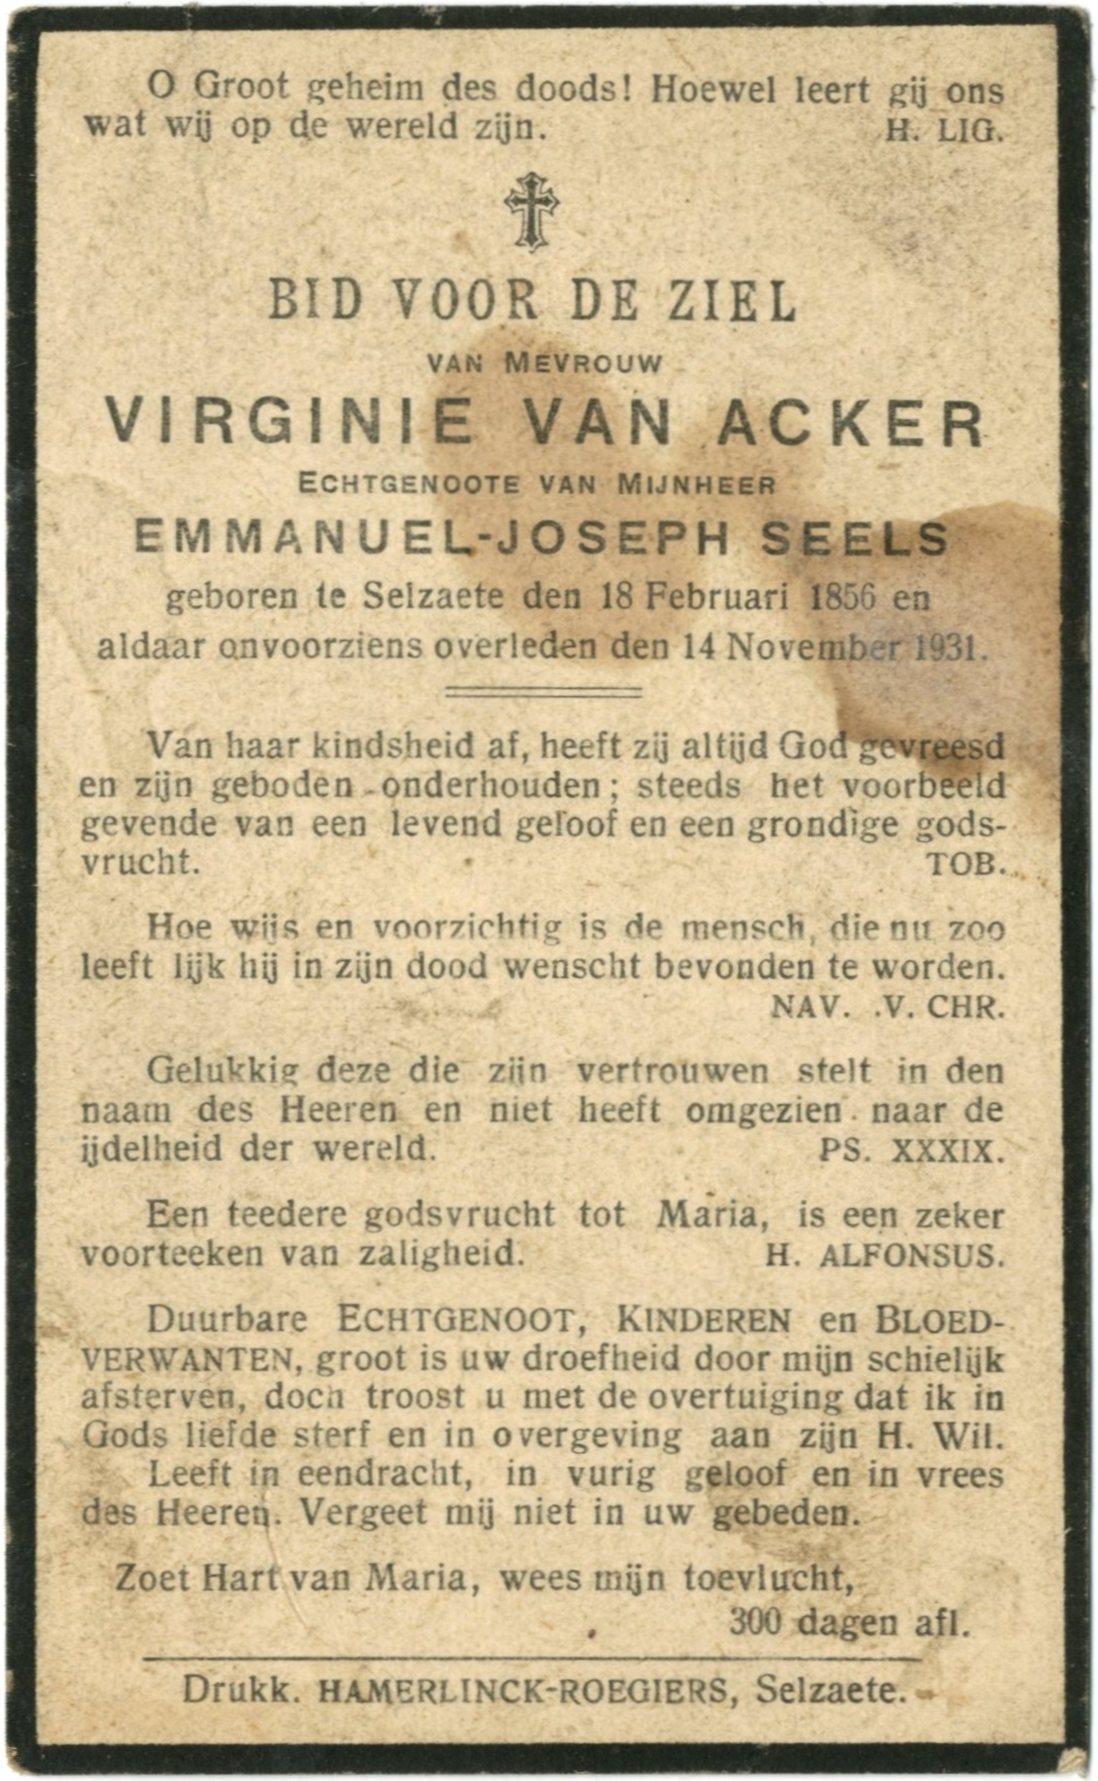 O Groot geheim des doods! Hoewel leert gij ons
wat wij op de wereld zijn. H. LIG.
BID VOOR DE ZIEL
VAN MEVROUW
VIRGINIE VAN ACKER
ECHTGENOOTE VAN MIJNHEER
EMMANUEL-JOSEPH SEELS
geboren te Selzaete den 18 Februari 1856 en
aldaar onvoorziens overleden den 14 November 1931.
Van haar kindsheid af, heeft zij altijd God gevreesd
en zijn geboden onderhouden; steeds het voorbeeld
gevende van een levend geloof en een grondige gods-
vrucht. TOB.
Hoe wijs en voorzichtig is de mensch, die nu zoo
leeft lijk hij in zijn dood wenscht bevonden te worden.
NAV. .V. CHR.
Gelukkig deze die zijn vertrouwen stelt in den
naam des Heeren en niet heeft omgezien naar de
ijdelheid der wereld. PS. XXXIX.
Een teedere godsvrucht tot Maria, is een zeker
voorteeken van zaligheid. H. ALFONSUS.
Duurbare ECHTGENOOT, KINDEREN en BLOED-
VERWANTEN, groot is uw droefheid door mijn schielijk
afsterven, doch troost u met de overtuiging dat ik in
Gods liefde sterf en in overgeving aan zijn H. Wil.
Leeft in eendracht, in vurig geloof en in vrees
des Heeren. Vergeet mij niet in uw gebeden.
Zoet Hart van Maria, wees mijn toevlucht,
300 dagen afl.
Drukk. HAMERLINCK-ROEGIERS, Selzaete.